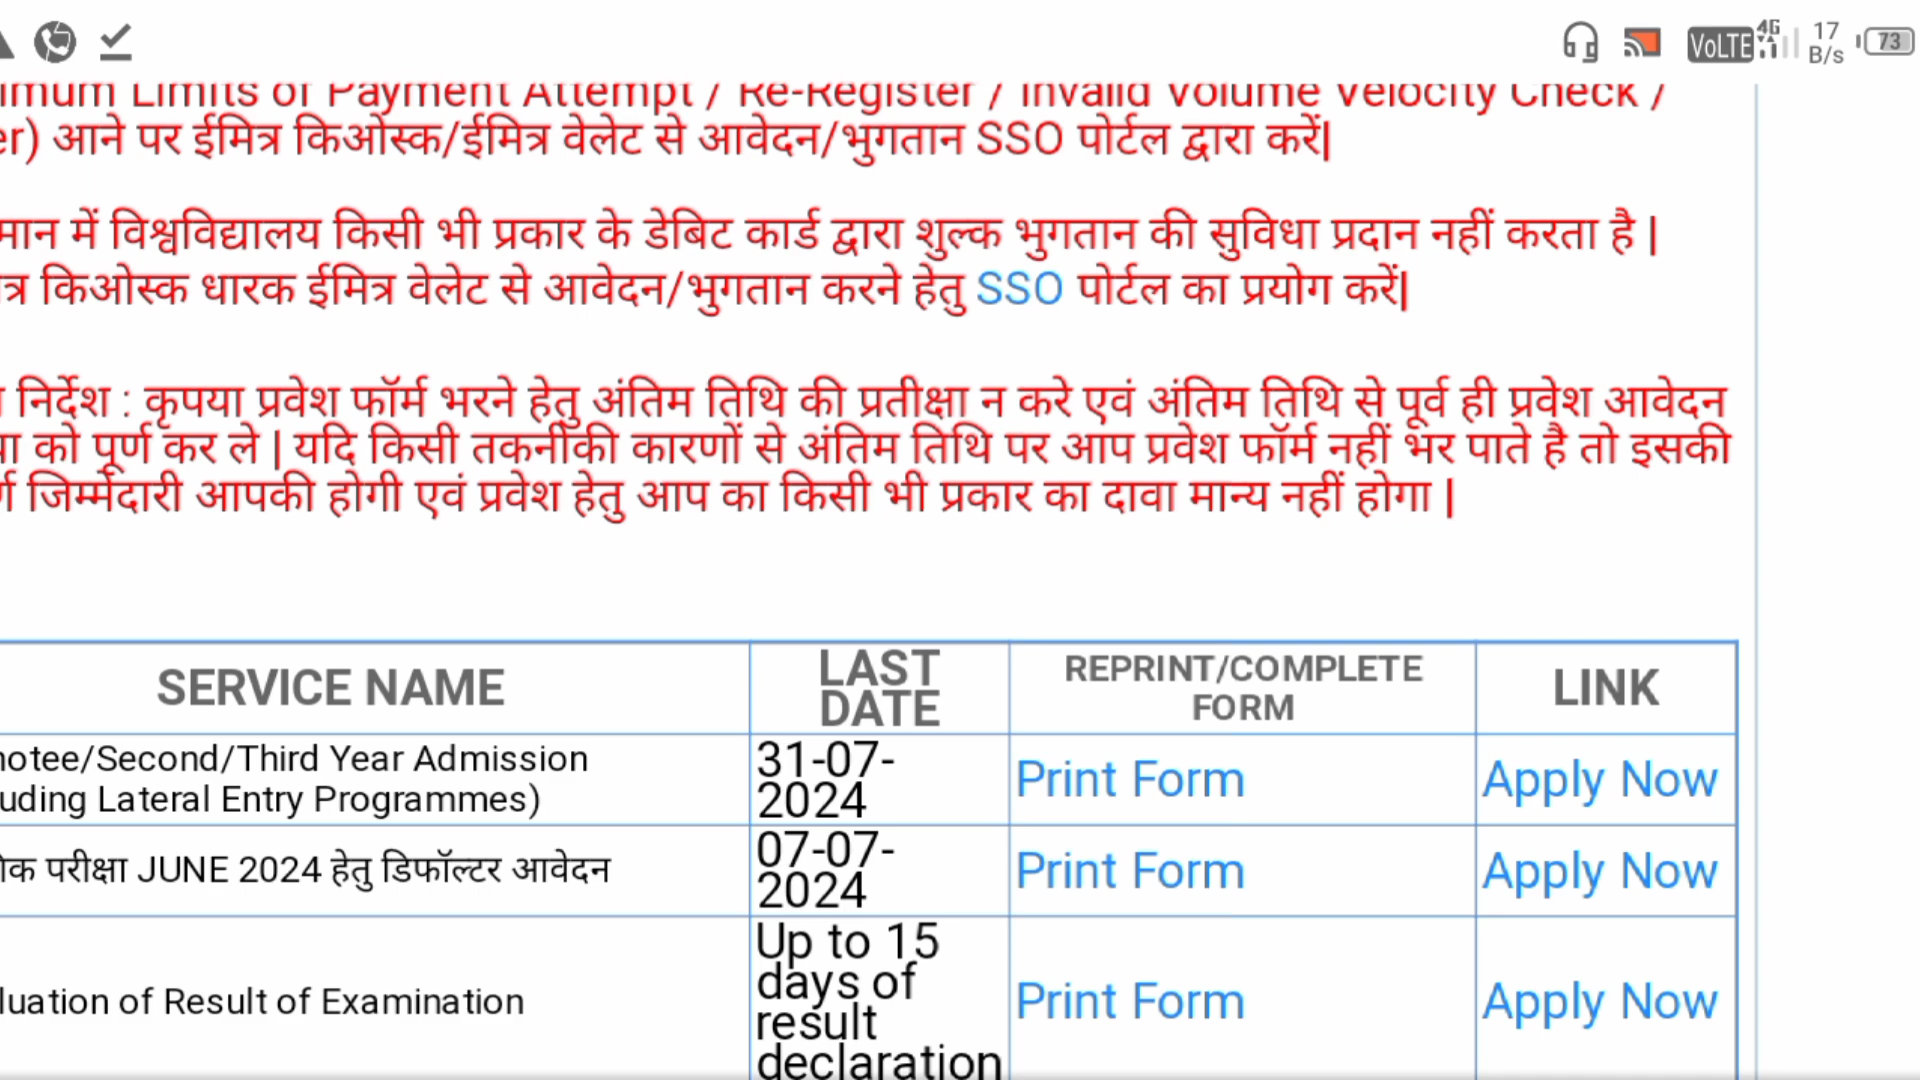 VoLTE 4G 17 B/s 73
Limits of Payment Attempt / Re-Register / Invalid Volume Velocity Check /
आने पर ईमित्र किओस्क/ईमित्र वेलेट से आवेदन/भुगतान SSO पोर्टल द्वारा करें|
में विश्वविद्यालय किसी भी प्रकार के डेबिट कार्ड द्वारा शुल्क भुगतान की सुविधा प्रदान नहीं करता है |
किओस्क धारक ईमित्र वेलेट से आवेदन/भुगतान करने हेतु SSO पोर्टल का प्रयोग करें|
निर्देश : कृपया प्रवेश फॉर्म भरने हेतु अंतिम तिथि की प्रतीक्षा न करे एवं अंतिम तिथि से पूर्व ही प्रवेश आवेदन
को पूर्ण कर ले | यदि किसी तकनीकी कारणों से अंतिम तिथि पर आप प्रवेश फॉर्म नहीं भर पाते है तो इसकी
जिम्मेदारी आपकी होगी एवं प्रवेश हेतु आप का किसी भी प्रकार का दावा मान्य नहीं होगा |
SERVICE NAME
LAST
DATE
REPRINT/COMPLETE
FORM
LINK
/Second/Third Year Admission
Lateral Entry Programmes)
31-07-
2024
Print Form
Apply Now
परीक्षा JUNE 2024 हेतु डिफॉल्टर आवेदन
07-07-
2024
Print Form
Apply Now
of Result of Examination
Up to 15
days of
result
declaration
Print Form
Apply Now